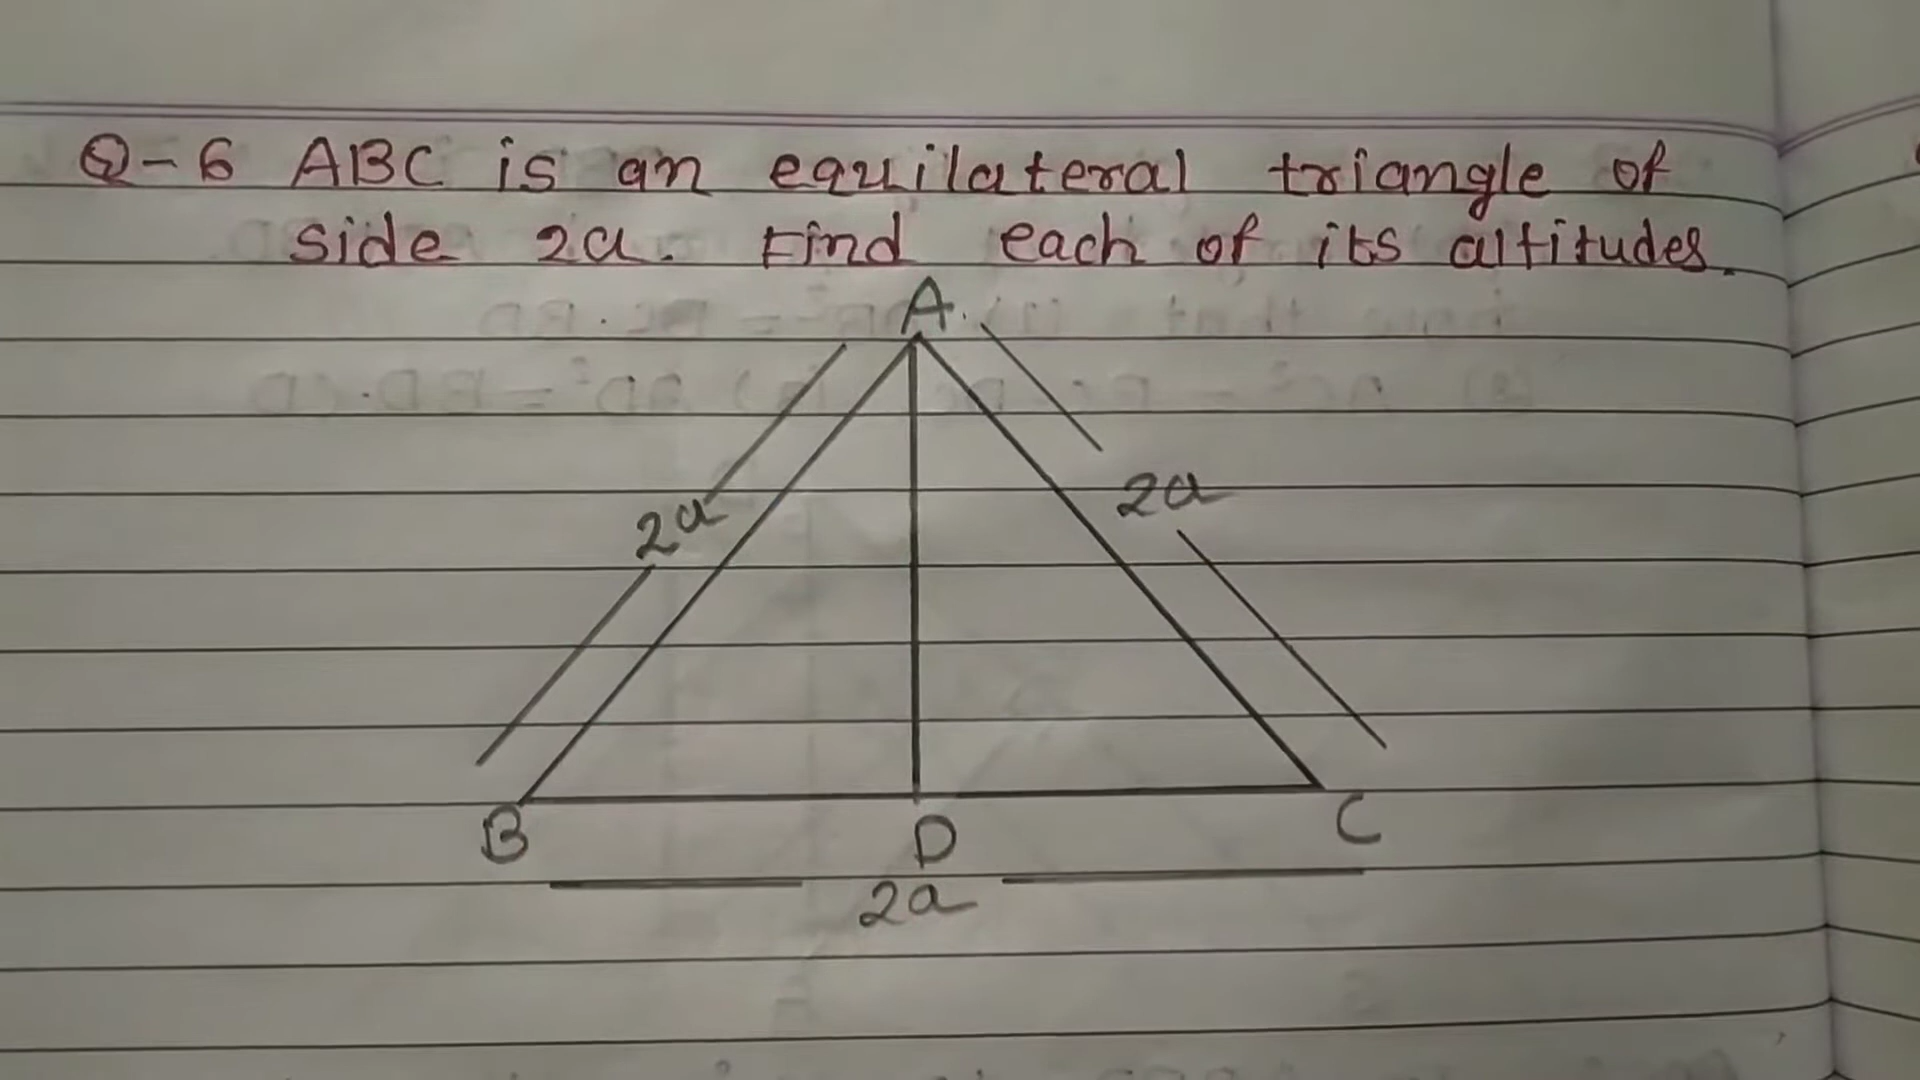 Q-6 ABC is an equilateral triangle of
side 2a. Find each of its altitudes.
A
2a
2a
B
D
C
2a